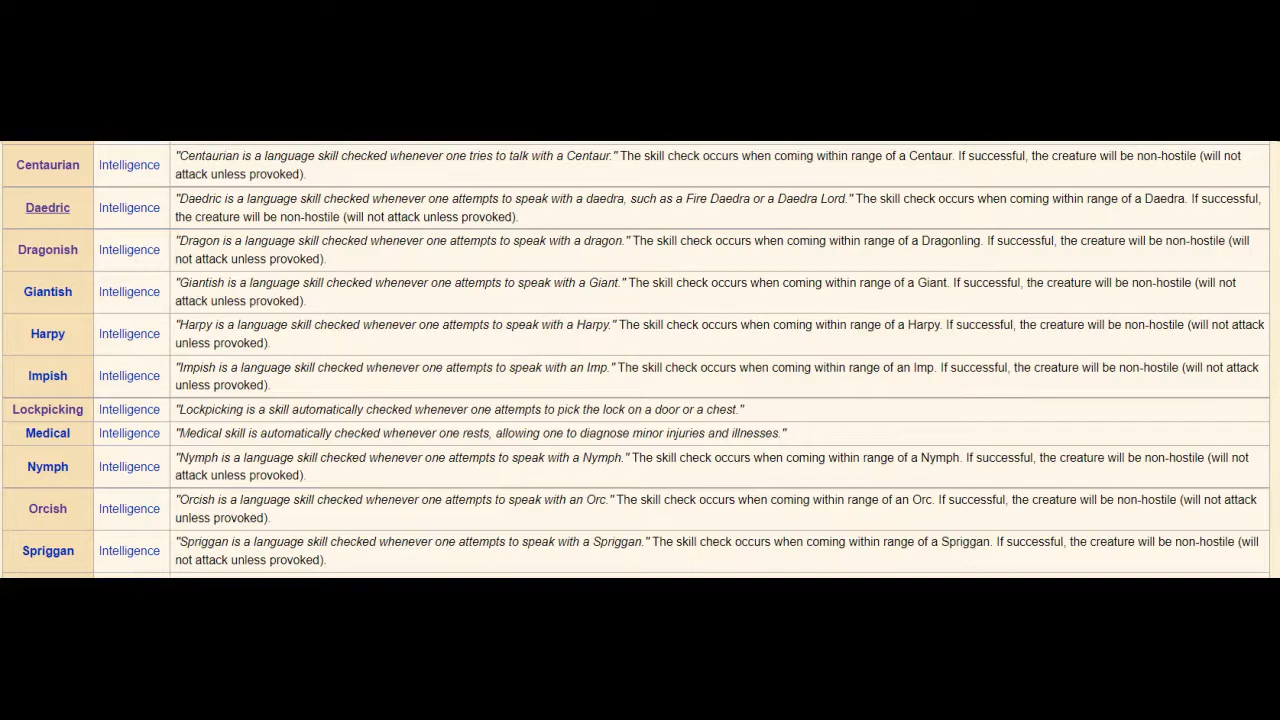 Centaurian Intelligence "Centaurian is a language skill checked whenever one tries to talk with a Centaur." The skill check occurs when coming within range of a Centaur. If successful, the creature will be non-hostile (will not
attack unless provoked).
Daedric Intelligence "Daedric is a language skill checked whenever one attempts to speak with a daedra, such as a Fire Daedra or a Daedra Lord." The skill check occurs when coming within range of a Daedra. If successful,
the creature will be non-hostile (will not attack unless provoked).
Dragonish Intelligence "Dragon is a language skill checked whenever one attempts to speak with a dragon." The skill check occurs when coming within range of a Dragonling. If successful, the creature will be non-hostile (will
not attack unless provoked).
Giantish Intelligence "Giantish is a language skill checked whenever one attempts to speak with a Giant." The skill check occurs when coming within range of a Giant. If successful, the creature will be non-hostile (will not
attack unless provoked).
Harpy Intelligence "Harpy is a language skill checked whenever one attempts to speak with a Harpy." The skill check occurs when coming within range of a Harpy. If successful, the creature will be non-hostile (will not attack
unless provoked).
Impish Intelligence "Impish is a language skill checked whenever one attempts to speak with an Imp." The skill check occurs when coming within range of an Imp. If successful, the creature will be non-hostile (will not attack
unless provoked).
Lockpicking Intelligence "Lockpicking is a skill automatically checked whenever one attempts to pick the lock on a door or a chest."
Medical Intelligence "Medical skill is automatically checked whenever one rests, allowing one to diagnose minor injuries and illnesses."
Nymph Intelligence "Nymph is a language skill checked whenever one attempts to speak with a Nymph." The skill check occurs when coming within range of a Nymph. If successful, the creature will be non-hostile (will not
attack unless provoked).
Orcish Intelligence "Orcish is a language skill checked whenever one attempts to speak with an Orc." The skill check occurs when coming within range of an Orc. If successful, the creature will be non-hostile (will not attack
unless provoked).
Spriggan Intelligence "Spriggan is a language skill checked whenever one attempts to speak with a Spriggan." The skill check occurs when coming within range of a Spriggan. If successful, the creature will be non-hostile (will
not attack unless provoked).